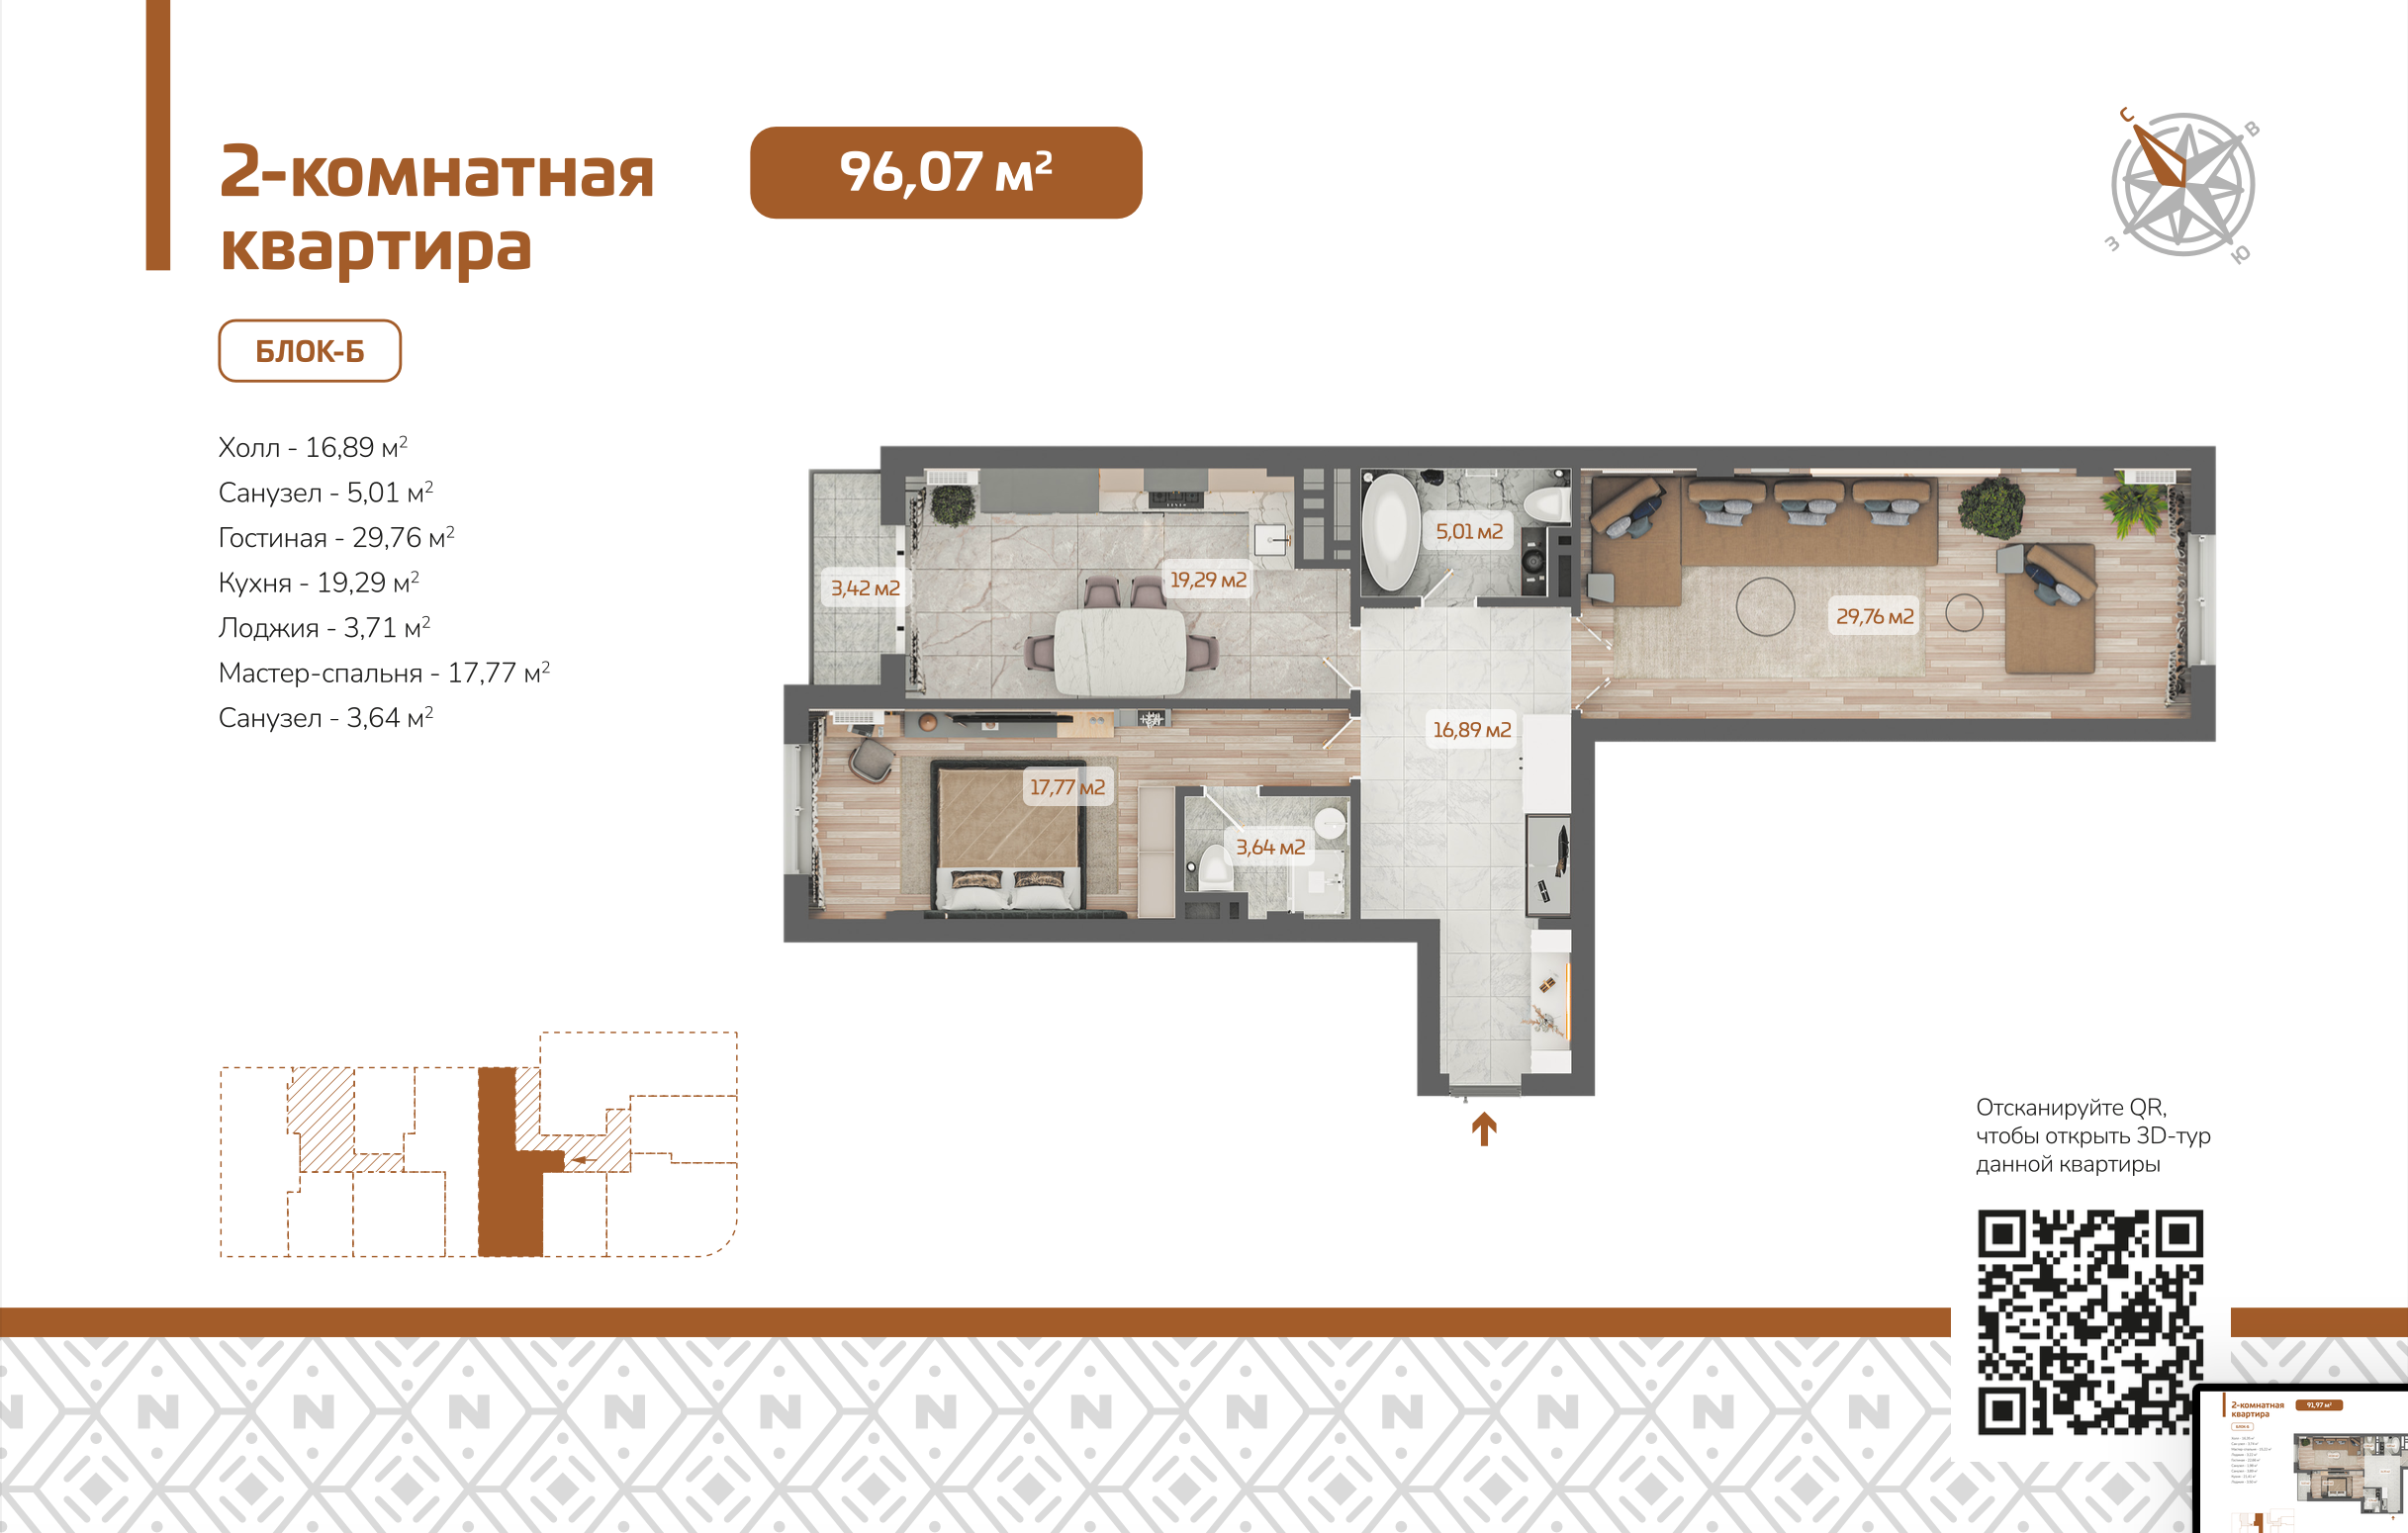 2-комнатная
квартира
96,07 м²
БЛОК-Б
Холл - 16,89 м²
Санузел - 5,01 м²
Гостиная - 29,76 м²
Кухня - 19,29 м²
Лоджия - 3,71 м²
Мастер-спальня - 17,77 м²
Санузел - 3,64 м²
С
В
З
Ю
5,01 м2
3,42 м2
19,29 м2
29,76 м2
16,89 м2
17,77 м2
3,64 м2
Отсканируйте QR,
чтобы открыть 3D-тур
данной квартиры
N N N N N N N N N N N N N
2-комнатная
квартира
91,97 м²